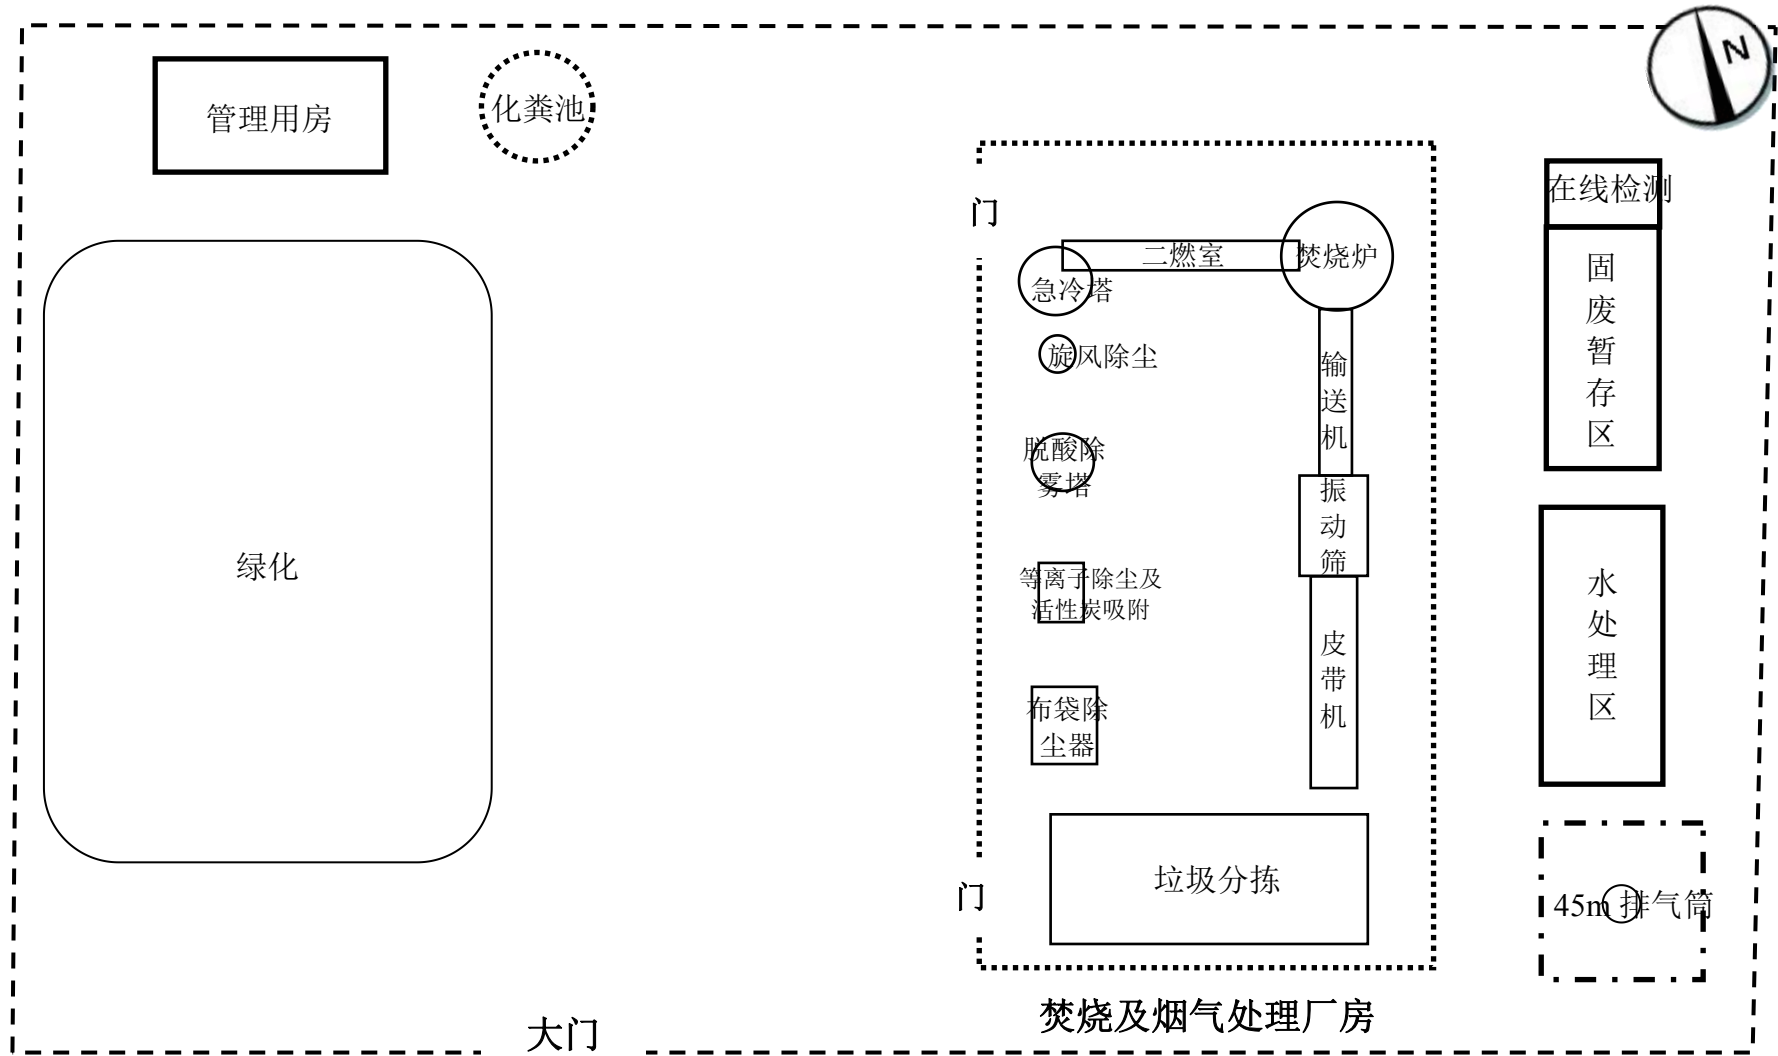 N
管理用房
化粪池
在线检测
门
二燃室
焚烧炉
急冷塔
固废暂存区
旋风除尘
输送机
脱酸除
雾塔
振动筛
绿化
等离子除尘及
活性炭吸附
水处理区
皮带机
布袋除
尘器
垃圾分拣
门
45m 排气筒
焚烧及烟气处理厂房
大门